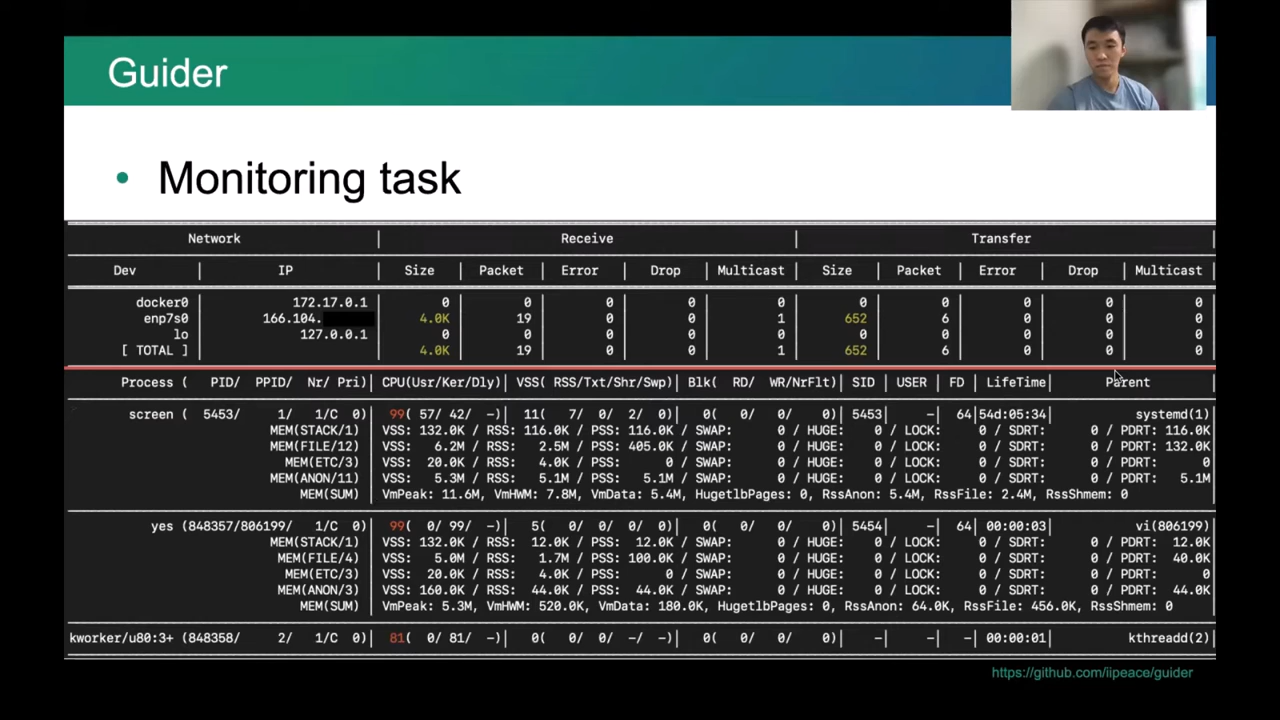 Guider
• Monitoring task
Network | Receive | Transfer
Dev | IP | Size | Packet | Error | Drop | Multicast | Size | Packet | Error | Drop | Multicast
docker0 | 172.17.0.1 | 0 | 0 | 0 | 0 | 0 | 0 | 0 | 0 | 0 | 0
enp7s0 | 166.104. | 4.0K | 19 | 0 | 0 | 1 | 652 | 6 | 0 | 0 | 0
lo | 127.0.0.1 | 0 | 0 | 0 | 0 | 0 | 0 | 0 | 0 | 0 | 0
[ TOTAL ] | | 4.0K | 19 | 0 | 0 | 1 | 652 | 6 | 0 | 0 | 0
Process ( PID/ PPID/ Nr/ Pri)| CPU(Usr/Ker/Dly)| VSS( RSS/Txt/Shr/Swp)| Blk( RD/ WR/NrFlt)| SID | USER | FD | LifeTime| Parent
screen ( 5453/ 1/ 1/C 0)| 99( 57/ 42/ -)| 11( 7/ 0/ 2/ 0)| 0( 0/ 0/ 0)| 5453| -| 64|54d:05:34| systemd(1)|
MEM(STACK/1) | VSS: 132.0K / RSS: 116.0K / PSS: 116.0K / SWAP: 0 / HUGE: 0 / LOCK: 0 / SDRT: 0 / PDRT: 116.0K
MEM(FILE/12) | VSS: 6.2M / RSS: 2.5M / PSS: 405.0K / SWAP: 0 / HUGE: 0 / LOCK: 0 / SDRT: 0 / PDRT: 132.0K
MEM(ETC/3) | VSS: 20.0K / RSS: 4.0K / PSS: 0 / SWAP: 0 / HUGE: 0 / LOCK: 0 / SDRT: 0 / PDRT: 0
MEM(ANON/11) | VSS: 5.3M / RSS: 5.1M / PSS: 5.1M / SWAP: 0 / HUGE: 0 / LOCK: 0 / SDRT: 0 / PDRT: 5.1M
MEM(SUM) | VmPeak: 11.6M, VmHWM: 7.8M, VmData: 5.4M, HugetlbPages: 0, RssAnon: 5.4M, RssFile: 2.4M, RssShmem: 0
yes (848357/806199/ 1/C 0)| 99( 0/ 99/ -)| 5( 0/ 0/ 0/ 0)| 0( 0/ 0/ 0)| 5454| -| 64| 00:00:03| vi(806199)|
MEM(STACK/1) | VSS: 132.0K / RSS: 12.0K / PSS: 12.0K / SWAP: 0 / HUGE: 0 / LOCK: 0 / SDRT: 0 / PDRT: 12.0K
MEM(FILE/4) | VSS: 5.0M / RSS: 1.7M / PSS: 100.0K / SWAP: 0 / HUGE: 0 / LOCK: 0 / SDRT: 0 / PDRT: 40.0K
MEM(ETC/3) | VSS: 20.0K / RSS: 4.0K / PSS: 0 / SWAP: 0 / HUGE: 0 / LOCK: 0 / SDRT: 0 / PDRT: 0
MEM(ANON/3) | VSS: 160.0K / RSS: 44.0K / PSS: 44.0K / SWAP: 0 / HUGE: 0 / LOCK: 0 / SDRT: 0 / PDRT: 44.0K
MEM(SUM) | VmPeak: 5.3M, VmHWM: 520.0K, VmData: 180.0K, HugetlbPages: 0, RssAnon: 64.0K, RssFile: 456.0K, RssShmem: 0
kworker/u80:3+ (848358/ 2/ 1/C 0)| 81( 0/ 81/ -)| 0( 0/ 0/ -/ -)| 0( 0/ 0/ 0)| -| -| -| 00:00:01| kthreadd(2)|
https://github.com/iipeace/guider